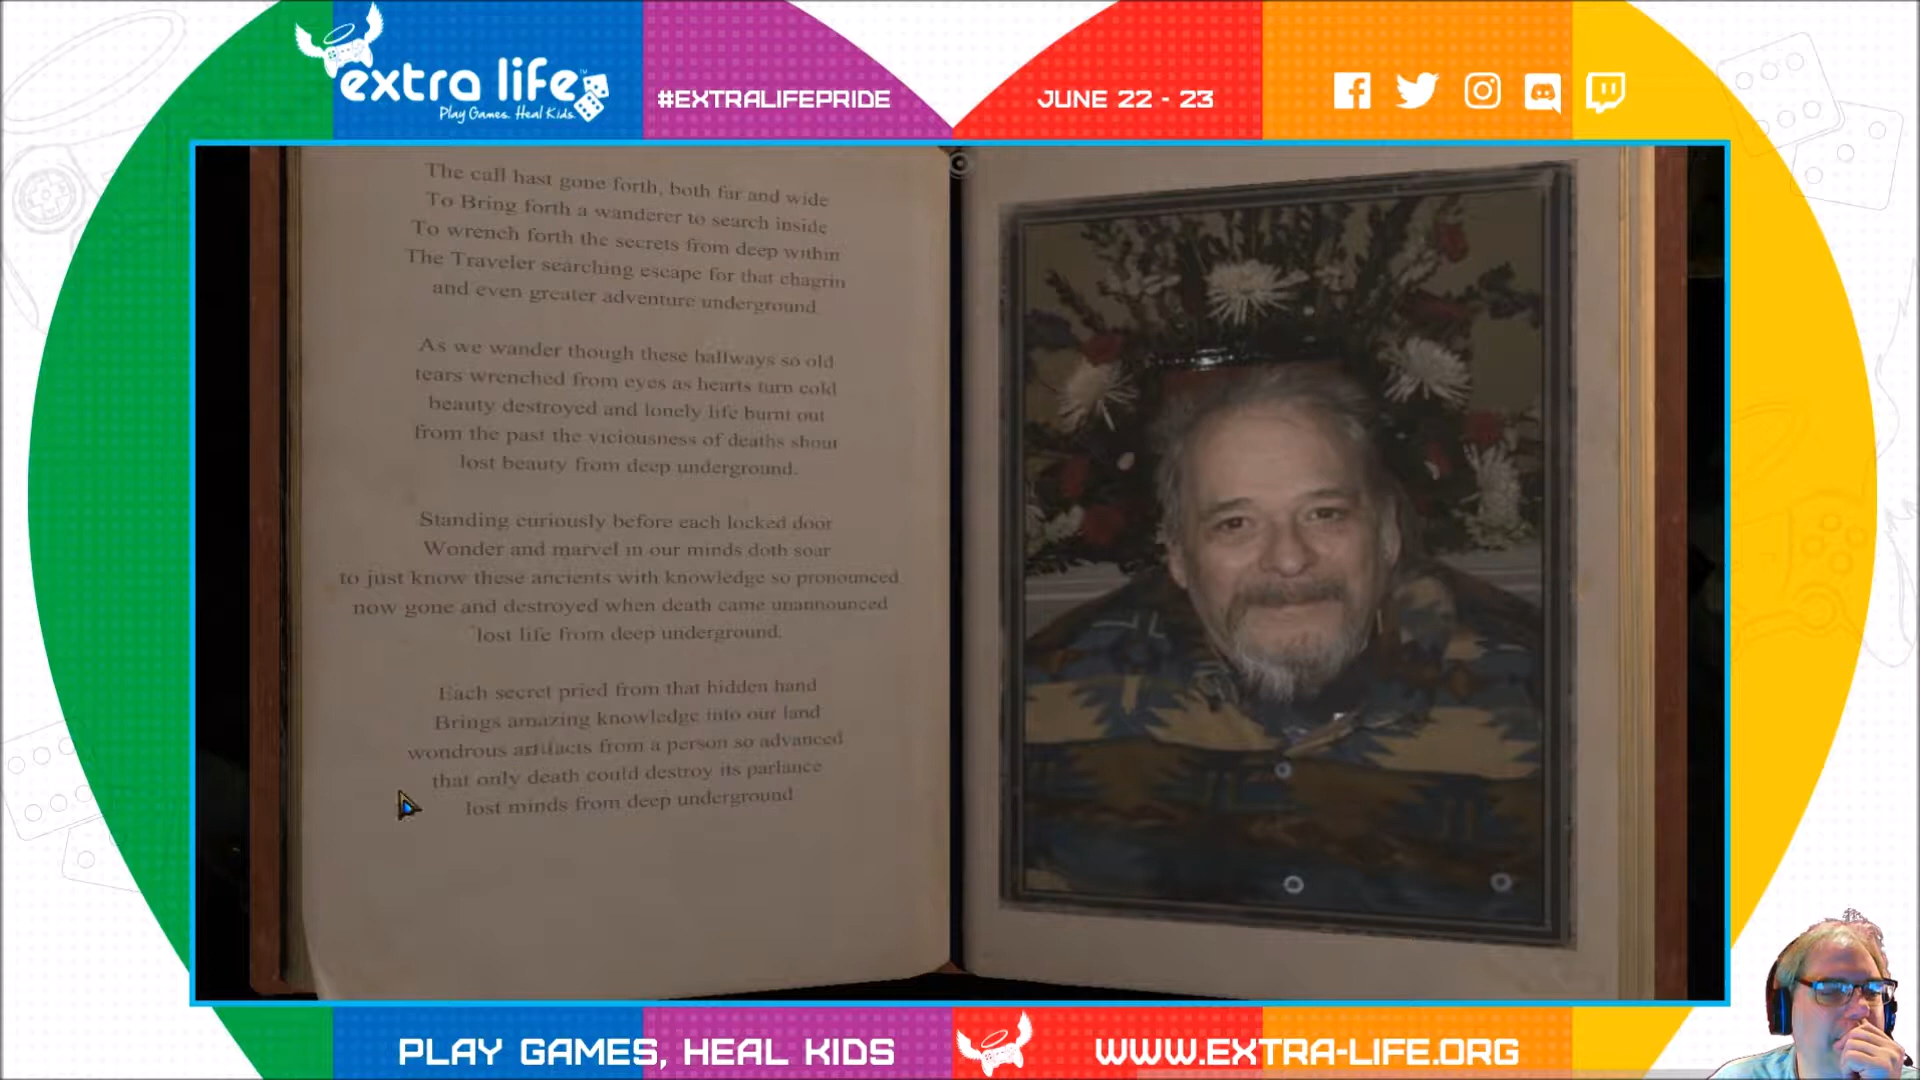 extra life
Play Games. Heal Kids.
#EXTRALIFEPRIDE
JUNE 22 - 23
The call hast gone forth, both far and wide
To Bring forth a wanderer to search inside
To wrench forth the secrets from deep within
The Traveler searching escape for that chagrin
and even greater adventure underground
As we wander though these hallways so old
tears wrenched from eyes as hearts turn cold
beauty destroyed and lonely life burnt out
from the past the viciousness of deaths shout
lost beauty from deep underground.
Standing curiously before each locked door
Wonder and marvel in our minds doth soar
to just know these ancients with knowledge so pronounced
now gone and destroyed when death came unannounced
lost life from deep underground.
Each secret pried from that hidden hand
Brings amazing knowledge into our land
wondrous artifacts from a person so advanced
that only death could destroy its parlance
lost minds from deep underground
PLAY GAMES, HEAL KIDS
WWW.EXTRA-LIFE.ORG